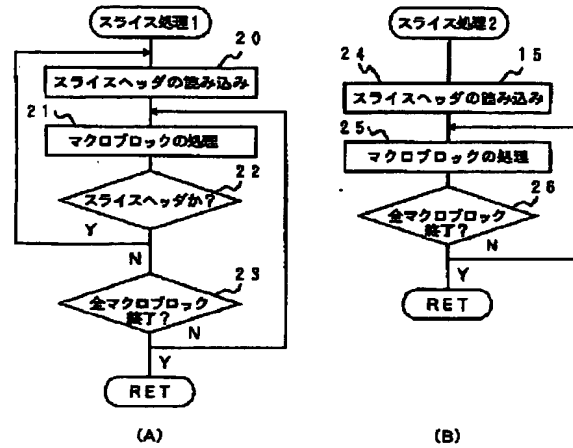 スライス処理1
20
スライスヘッダの読み込み
21
マクロブロックの処理
22
スライスヘッダか?
Y
N
23
全マクロブロック
終了?
N
Y
RET
(A)
スライス処理2
24
15
スライスヘッダの読み込み
25
マクロブロックの処理
26
全マクロブロック
終了?
N
Y
RET
(B)